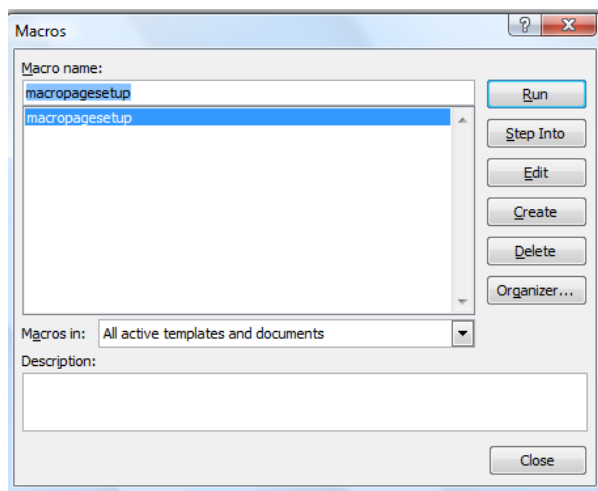 Macros
Macro name:
macropagesetup
macropagesetup
Run
Step Into
Edit
Create
Delete
Organizer...
Macros in: All active templates and documents
Description:
Close